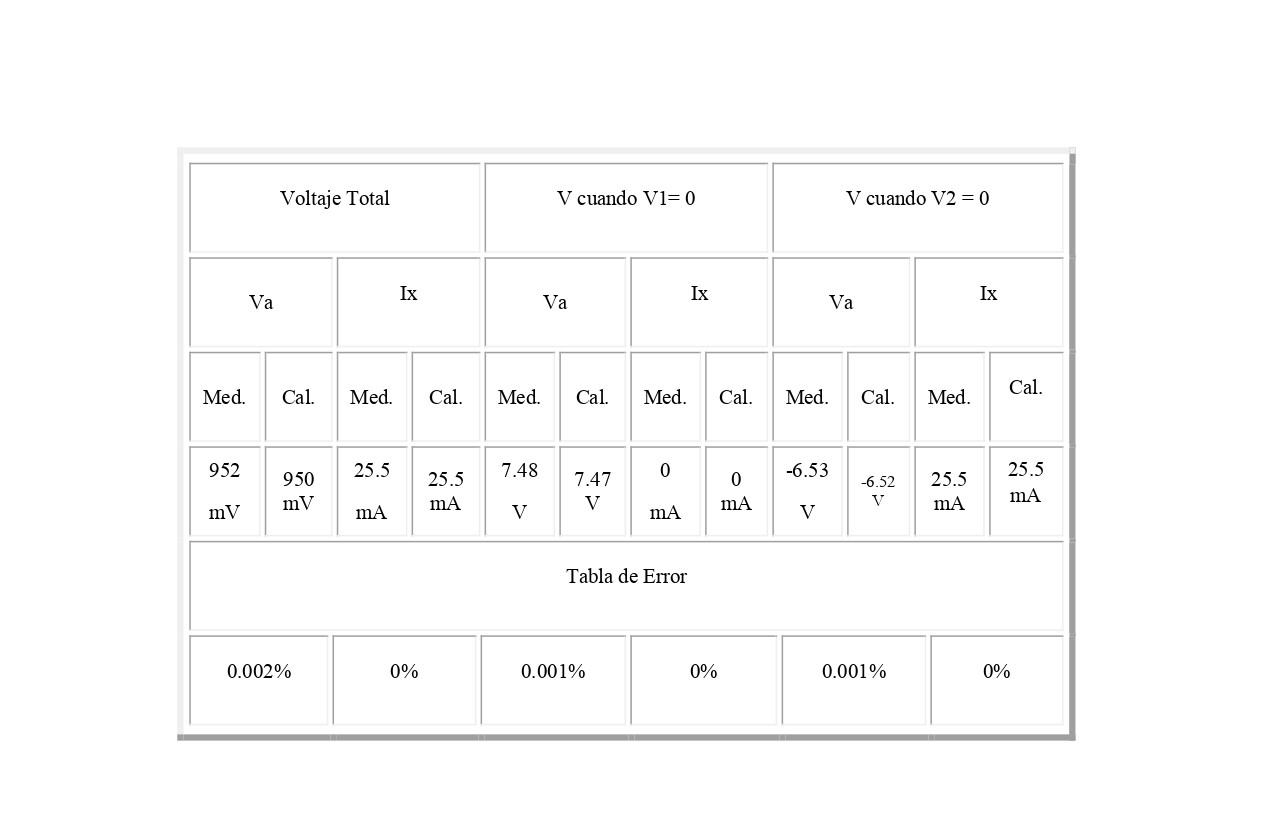 Voltaje Total
V cuando V1= 0
V cuando V2 = 0
Va
Ix
Va
Ix
Va
Ix
Med.
Cal.
Med.
Cal.
Med.
Cal.
Med.
Cal.
Med.
Cal.
Med.
Cal.
952
mV
950
mV
25.5
mA
25.5
mA
7.48
V
7.47
V
0
mA
0
mA
-6.53
V
-6.52
V
25.5
mA
25.5
mA
Tabla de Error
0.002%
0%
0.001%
0%
0.001%
0%